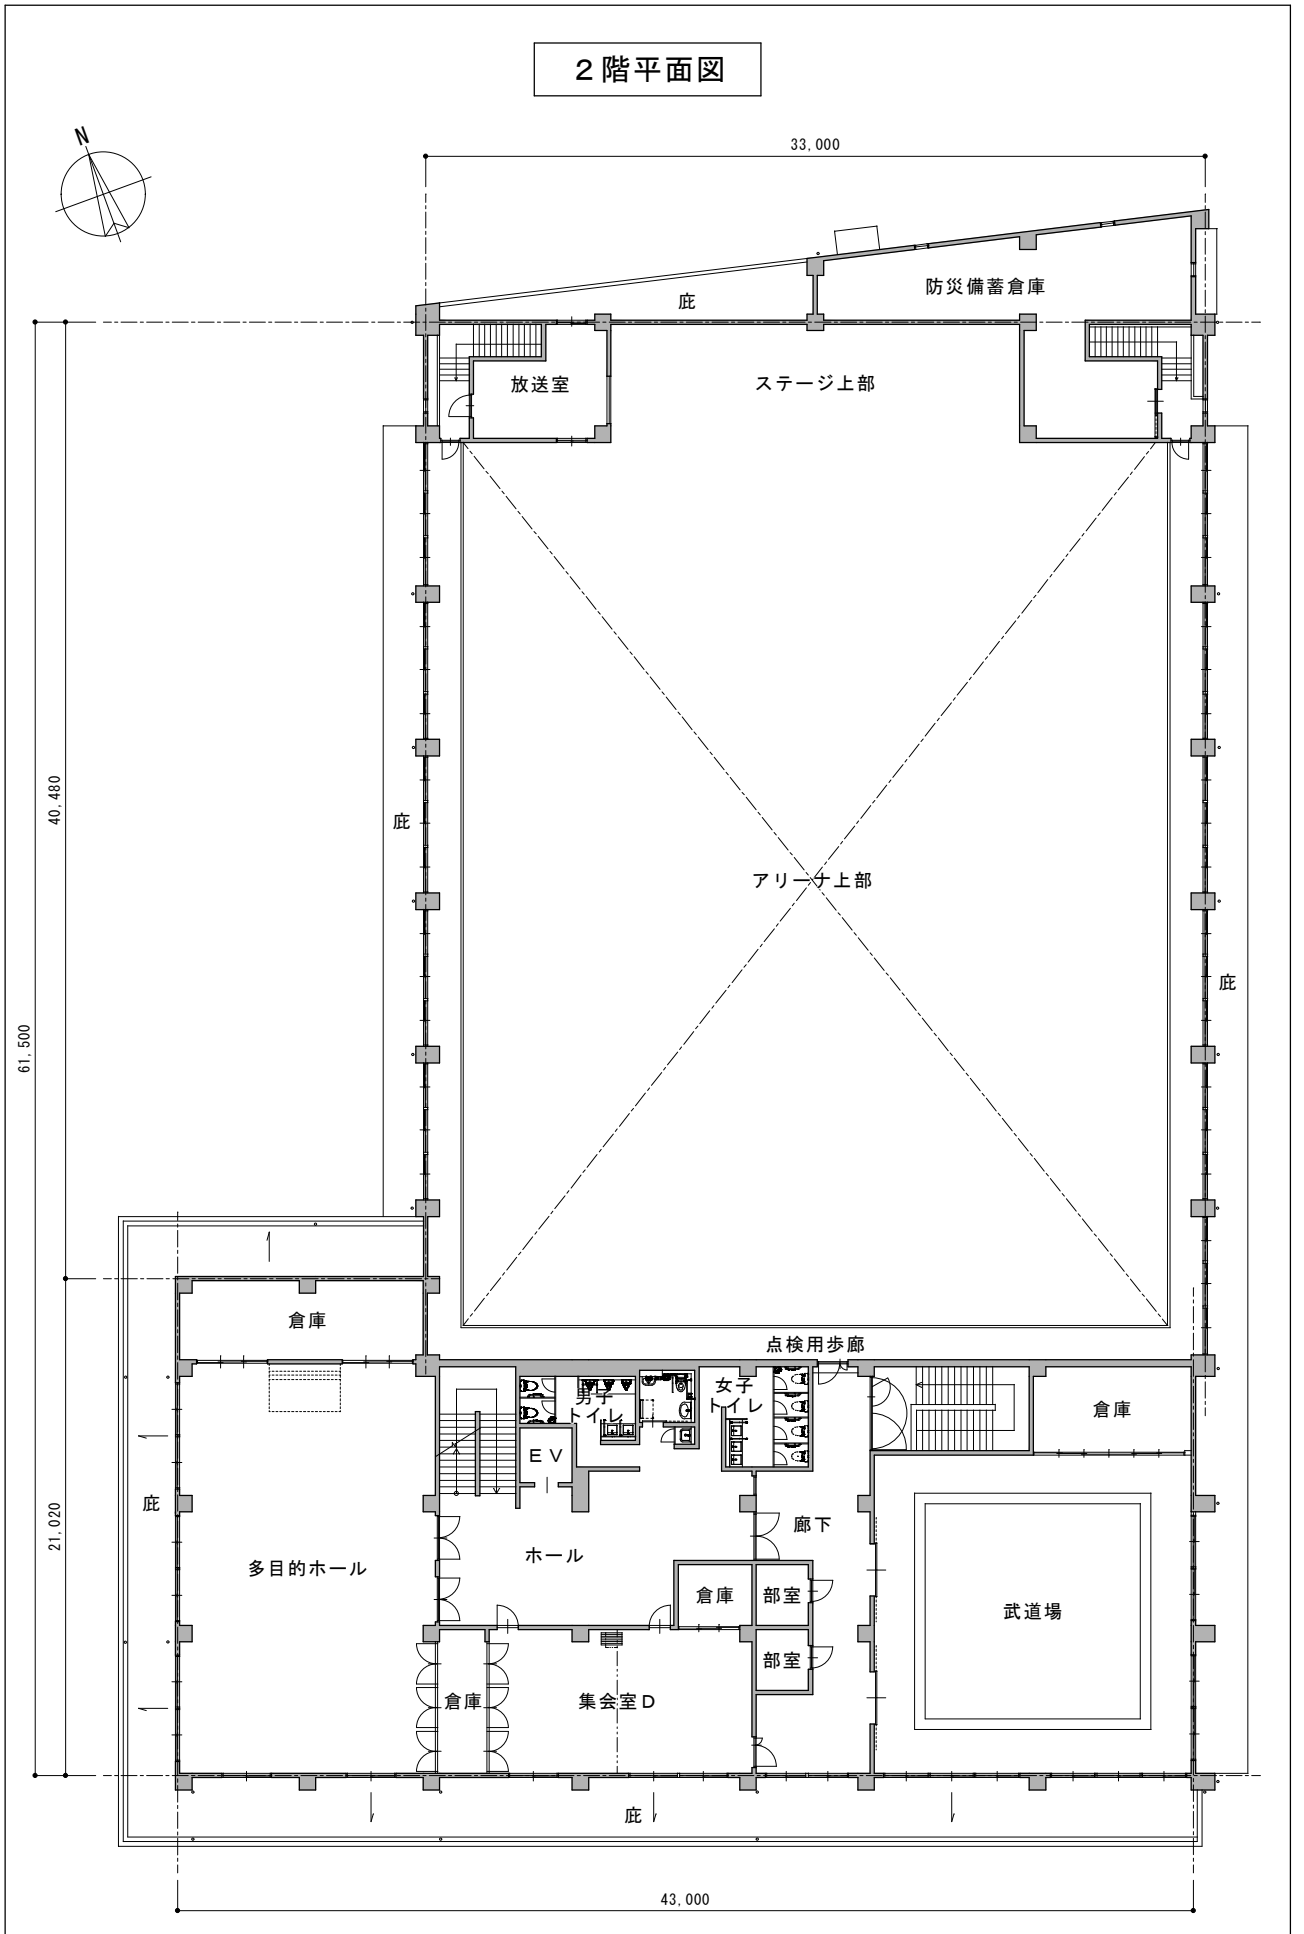 ２階平面図
N
33,000
防災備蓄倉庫
庇
放送室
ステージ上部
40,480
庇
アリーナ上部
庇
61,500
倉庫
点検用歩廊
男子
トイレ
女子
トイレ
倉庫
ＥＶ
庇
21,020
廊下
多目的ホール
ホール
倉庫
部室
武道場
部室
倉庫
集会室Ｄ
庇
43,000